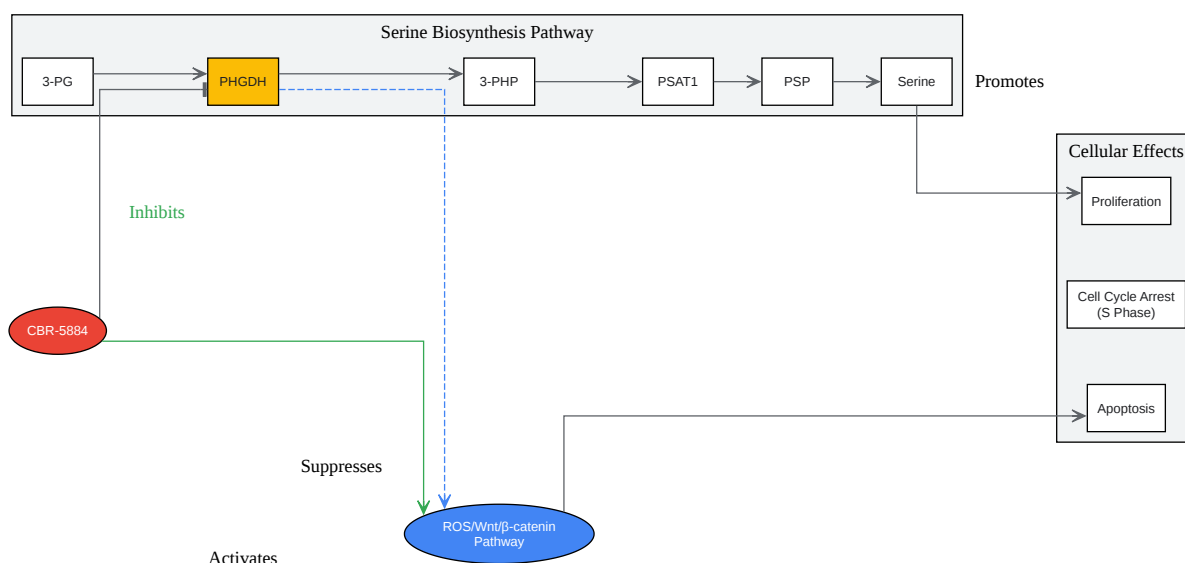 Serine Biosynthesis Pathway
3-PG
PHGDH
3-PHP
PSAT1
PSP
Serine
Promotes
Cellular Effects
Proliferation
Inhibits
Cell Cycle Arrest
(S Phase)
CBR-5884
Apoptosis
Suppresses
ROS/Wnt/β-catenin
Pathway
Activates